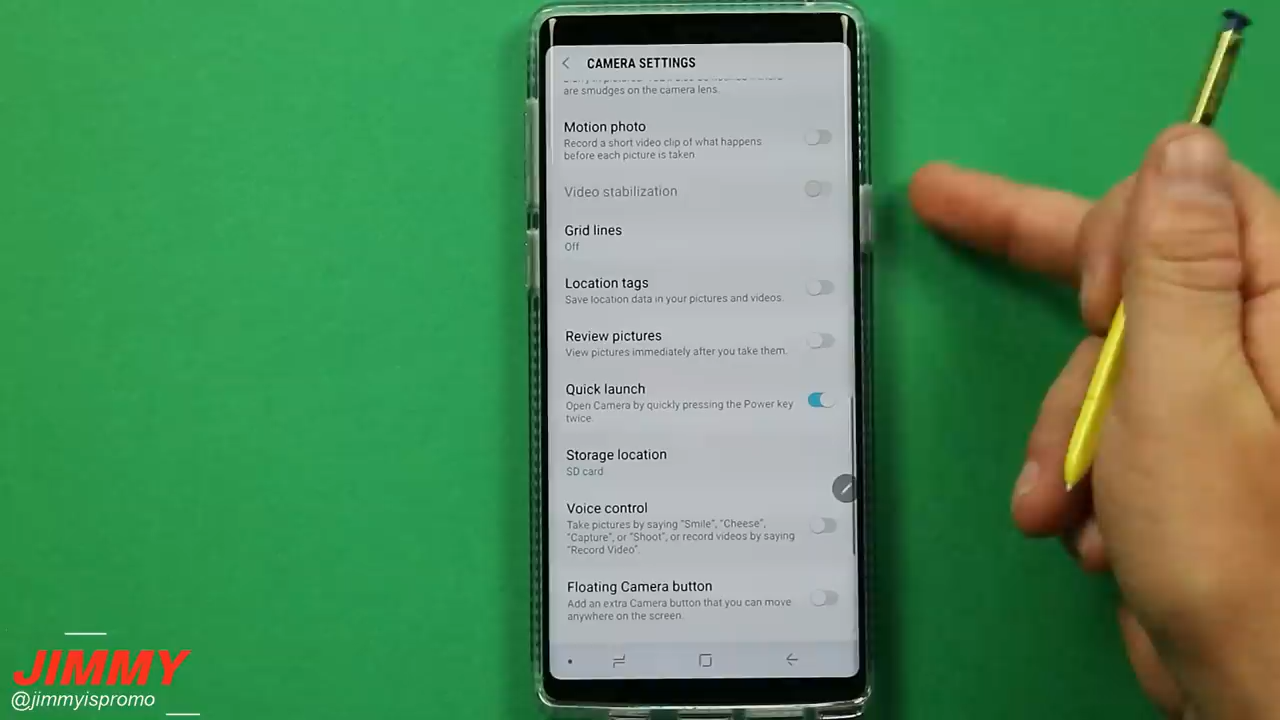 CAMERA SETTINGS
are smudges on the camera lens.
Motion photo
Record a short video clip of what happens
before each picture is taken.
Video stabilization
Grid lines
Off
Location tags
Save location data in your pictures and videos.
Review pictures
View pictures immediately after you take them.
Quick launch
Open Camera by quickly pressing the Power key
twice.
Storage location
SD card
Voice control
Take pictures by saying “Smile”, “Cheese”,
“Capture”, or “Shoot”, or record videos by saying
“Record Video”.
Floating Camera button
Add an extra Camera button that you can move
anywhere on the screen.
JIMMY
@jimmyispromo